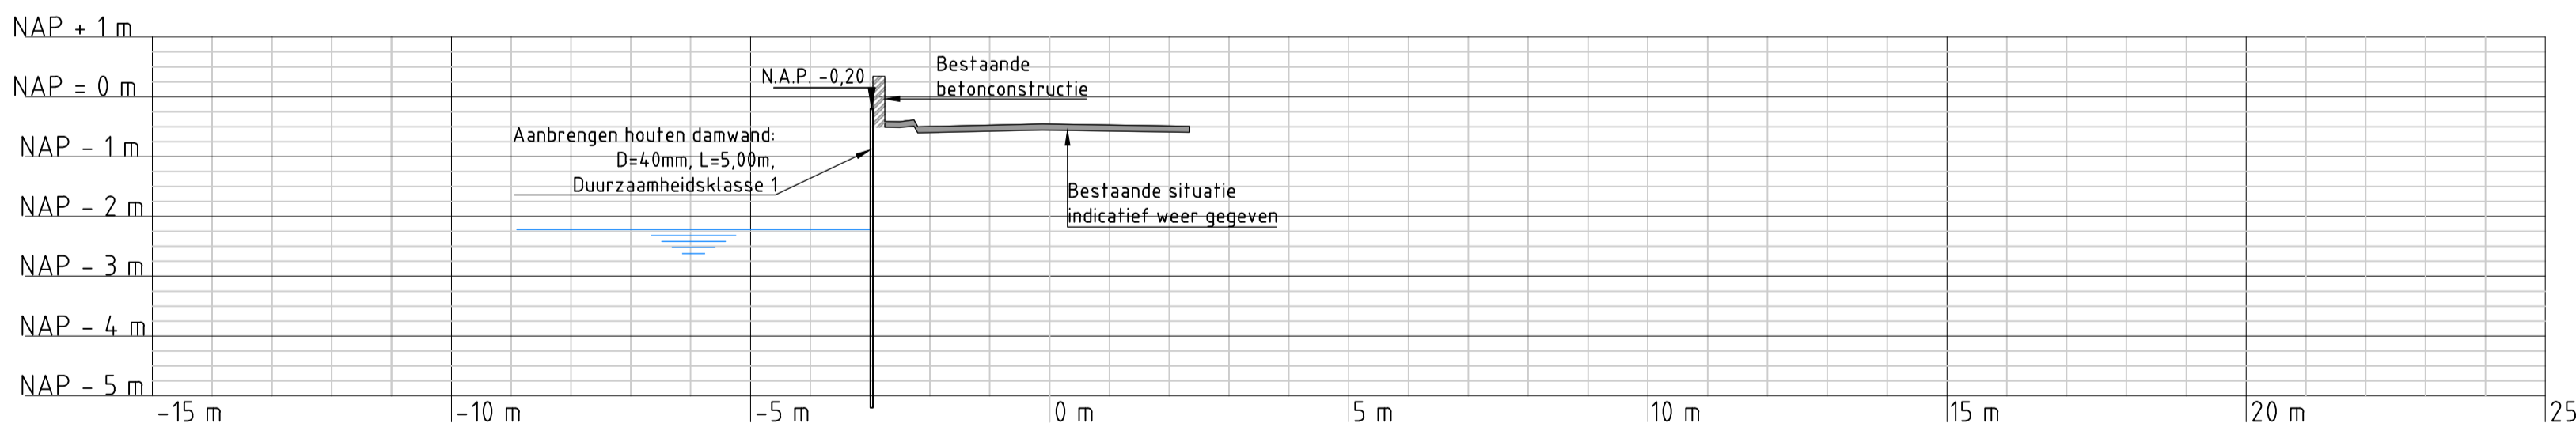 NAP + 1 m
NAP = 0 m
NAP - 1 m
NAP - 2 m
NAP - 3 m
NAP - 4 m
NAP - 5 m
N.A.P. -0,20
Bestaande
betonconstructie
Aanbrengen houten damwand:
D=40mm, L=5,00m,
Duurzaamheidsklasse 1
Bestaande situatie
indicatief weer gegeven
-15 m
-10 m
-5 m
0 m
5 m
10 m
15 m
20 m
25